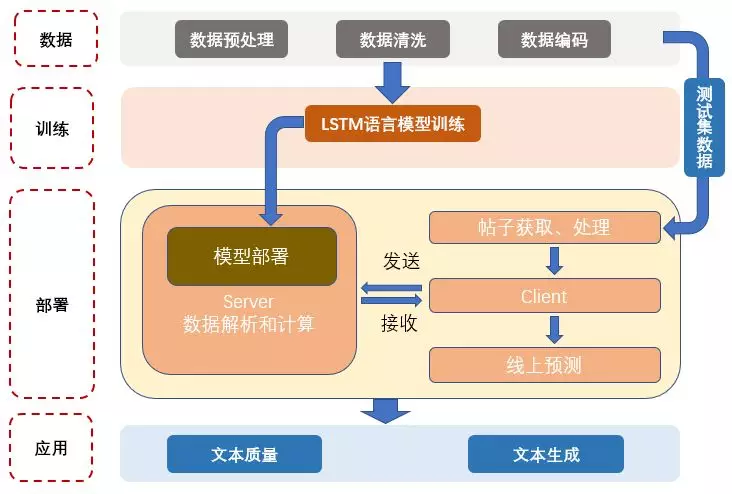 数据
数据预处理
数据清洗
数据编码
测试集数据
训练
LSTM语言模型训练
部署
模型部署
Server
数据解析和计算
发送
接收
帖子获取、处理
Client
线上预测
应用
文本质量
文本生成